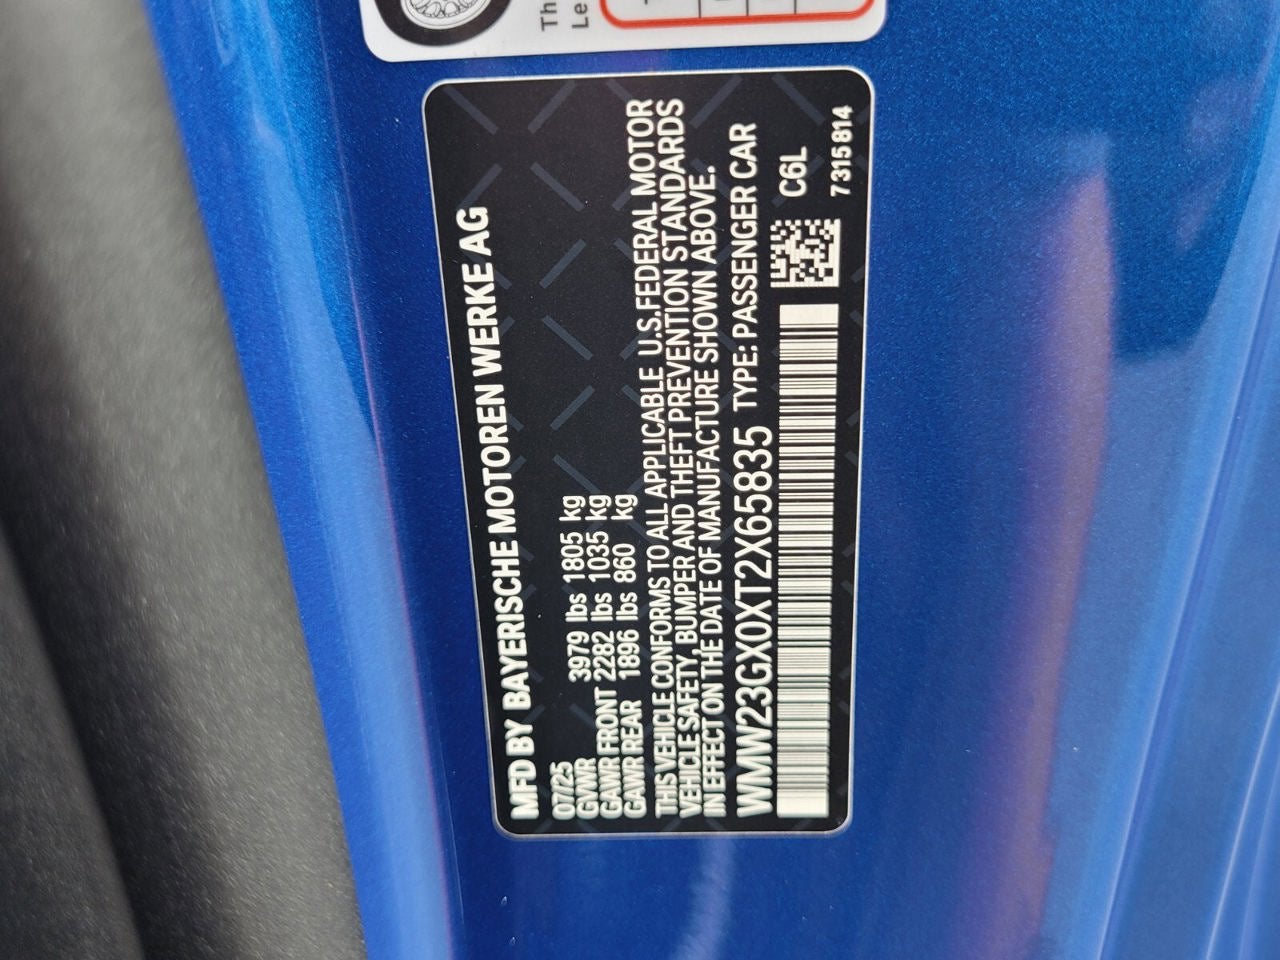 Th
Le
MFD BY BAYERISCHE MOTOREN WERKE AG
07/25
GVWR 3979 lbs 1805 kg
GAWR FRONT 2282 lbs 1035 kg
GAWR REAR 1896 lbs 860 kg
THIS VEHICLE CONFORMS TO ALL APPLICABLE U.S.FEDERAL MOTOR
VEHICLE SAFETY, BUMPER AND THEFT PREVENTION STANDARDS
IN EFFECT ON THE DATE OF MANUFACTURE SHOWN ABOVE.
WMW23GX0XT2X65835 TYPE: PASSENGER CAR
C6L
7315814